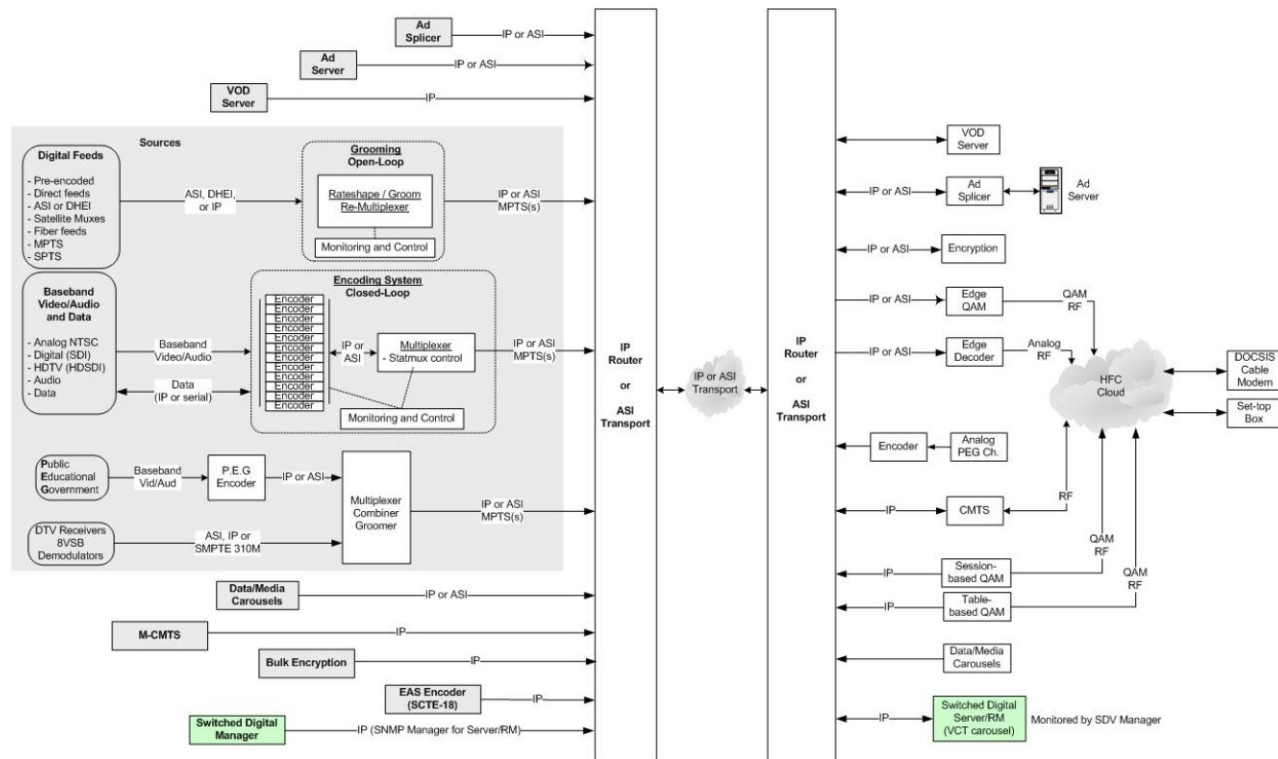 Ad
Splicer
IP or ASI
Ad
Server
IP or ASI
VOD
Server
IP
Sources
Digital Feeds
- Pre-encoded
- Direct feeds
- ASI or DHEI
- Satellite Muxes
- Fiber feeds
- MPTS
- SPTS
ASI, DHEI,
or IP
Grooming
Open-Loop
Rateshape / Groom
Re-Multiplexer
Monitoring and Control
IP or ASI
MPTS(s)
Baseband
Video/Audio
and Data
- Analog NTSC
- Digital (SDI)
- HDTV (HDSDI)
- Audio
- Data
Baseband
Video/Audio
Data
(IP or serial)
Encoding System
Closed-Loop
Encoder
Encoder
Encoder
Encoder
Encoder
Encoder
Encoder
Encoder
Encoder
Encoder
Encoder
Encoder
IP or
ASI
Multiplexer
- Statmux control
Monitoring and Control
IP or ASI
MPTS(s)
Public
Educational
Government
Baseband
Vid/Aud
P.E.G
Encoder
IP or ASI
Multiplexer
Combiner
Groomer
IP or ASI
MPTS(s)
DTV Receivers
8VSB
Demodulators
ASI, IP or
SMPTE 310M
Data/Media
Carousels
IP or ASI
M-CMTS
IP
Bulk Encryption
IP
EAS Encoder
(SCTE-18)
IP
Switched Digital
Manager
IP (SNMP Manager for Server/RM)
IP
Router
or
ASI
Transport
IP or ASI
Transport
IP
Router
or
ASI
Transport
VOD
Server
IP or ASI
Ad
Splicer
Ad
Server
IP or ASI
Encryption
IP or ASI
Edge
QAM
QAM
RF
IP or ASI
Edge
Decoder
Analog
RF
HFC
Cloud
DOCSIS
Cable
Modem
Set-top
Box
Encoder
Analog
PEG Ch.
IP
CMTS
RF
QAM
RF
QAM
RF
IP
Session-
based QAM
IP
Table-
based QAM
Data/Media
Carousels
IP
Switched Digital
Server/RM
(VCT carousel)
Monitored by SDV Manager